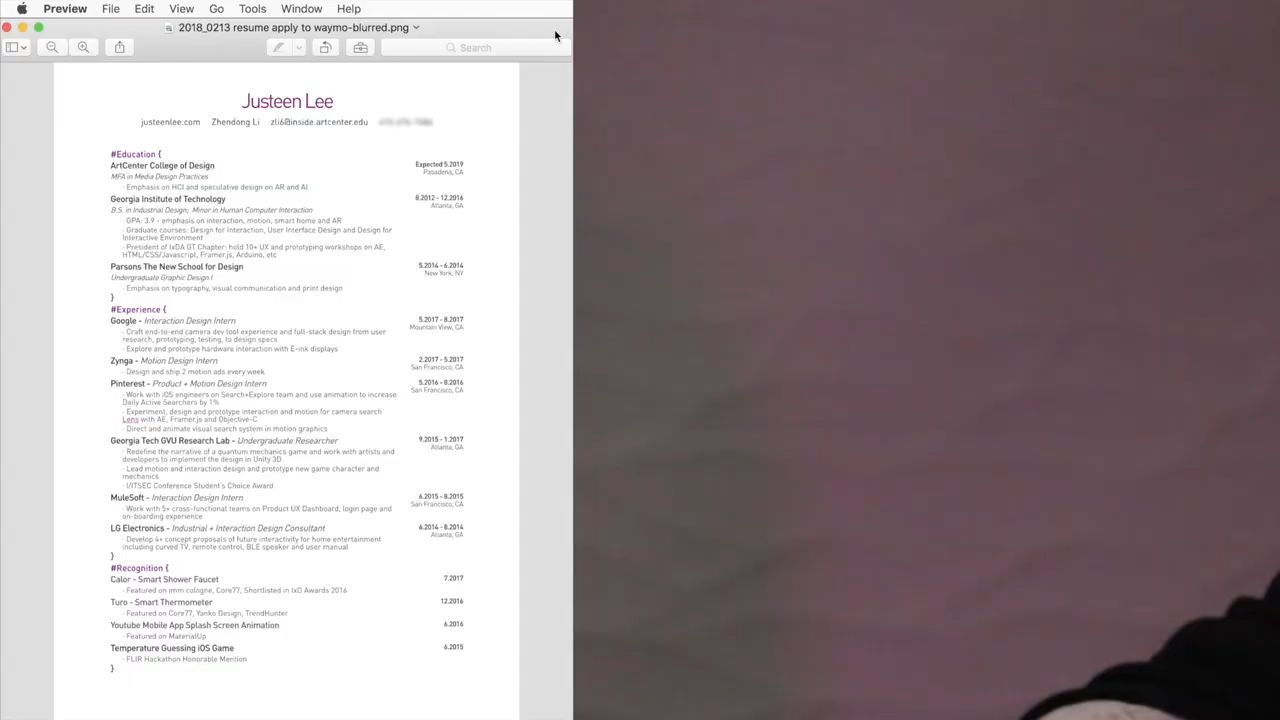 Preview File Edit View Go Tools Window Help
2018_0213 resume apply to waymo-blurred.png
Search
Justeen Lee
justeenlee.com Zhendong Li zli6@inside.artcenter.edu
#Education {
ArtCenter College of Design Expected 5.2019
MFA in Media Design Practices Pasadena, CA
· Emphasis on HCI and speculative design on AR and AI
Georgia Institute of Technology 8.2012 - 12.2016
B.S. in Industrial Design; Minor in Human Computer Interaction Atlanta, GA
· GPA: 3.9 - emphasis on interaction, motion, smart home and AR
· Graduate courses: Design for Interaction, User Interface Design and Design for
Interactive Environment
· President of IxDA GT Chapter: hold 10+ UX and prototyping workshops on AE,
HTML/CSS/Javascript, Framer.js, Arduino, etc
Parsons The New School for Design 5.2014 - 6.2014
Undergraduate Graphic Design I New York, NY
· Emphasis on typography, visual communication and print design
}
#Experience {
Google - Interaction Design Intern 5.2017 - 8.2017
Mountain View, CA
· Craft end-to-end camera dev tool experience and full-stack design from user
research, prototyping, testing, to design specs
· Explore and prototype hardware interaction with E-ink displays
Zynga - Motion Design Intern 2.2017 - 5.2017
San Francisco, CA
· Design and ship 2 motion ads every week
Pinterest - Product + Motion Design Intern 5.2016 - 8.2016
San Francisco, CA
· Work with iOS engineers on Search+Explore team and use animation to increase
Daily Active Searchers by 1%
· Experiment, design and prototype interaction and motion for camera search
Lens with AE, Framer.js and Objective-C
· Direct and animate visual search system in motion graphics
Georgia Tech GVU Research Lab - Undergraduate Researcher 9.2015 - 1.2017
Atlanta, GA
· Redefine the narrative of a quantum mechanics game and work with artists and
developers to implement the design in Unity 3D
· Lead motion and interaction design and prototype new game character and
mechanics
· I/ITSEC Conference Student's Choice Award
MuleSoft - Interaction Design Intern 6.2015 - 8.2015
San Francisco, CA
· Work with 5+ cross-functional teams on Product UX Dashboard, login page and
on-boarding experience
LG Electronics - Industrial + Interaction Design Consultant 6.2014 - 8.2014
Atlanta, GA
· Develop 4+ concept proposals of future interactivity for home entertainment
including curved TV, remote control, BLE speaker and user manual
}
#Recognition {
Calor - Smart Shower Faucet 7.2017
· Featured on imm cologne, Core77, Shortlisted in IxD Awards 2016
Turo - Smart Thermometer 12.2016
· Featured on Core77, Yanko Design, TrendHunter
Youtube Mobile App Splash Screen Animation 6.2016
· Featured on MaterialUp
Temperature Guessing iOS Game 6.2015
· FLIR Hackathon Honorable Mention
}